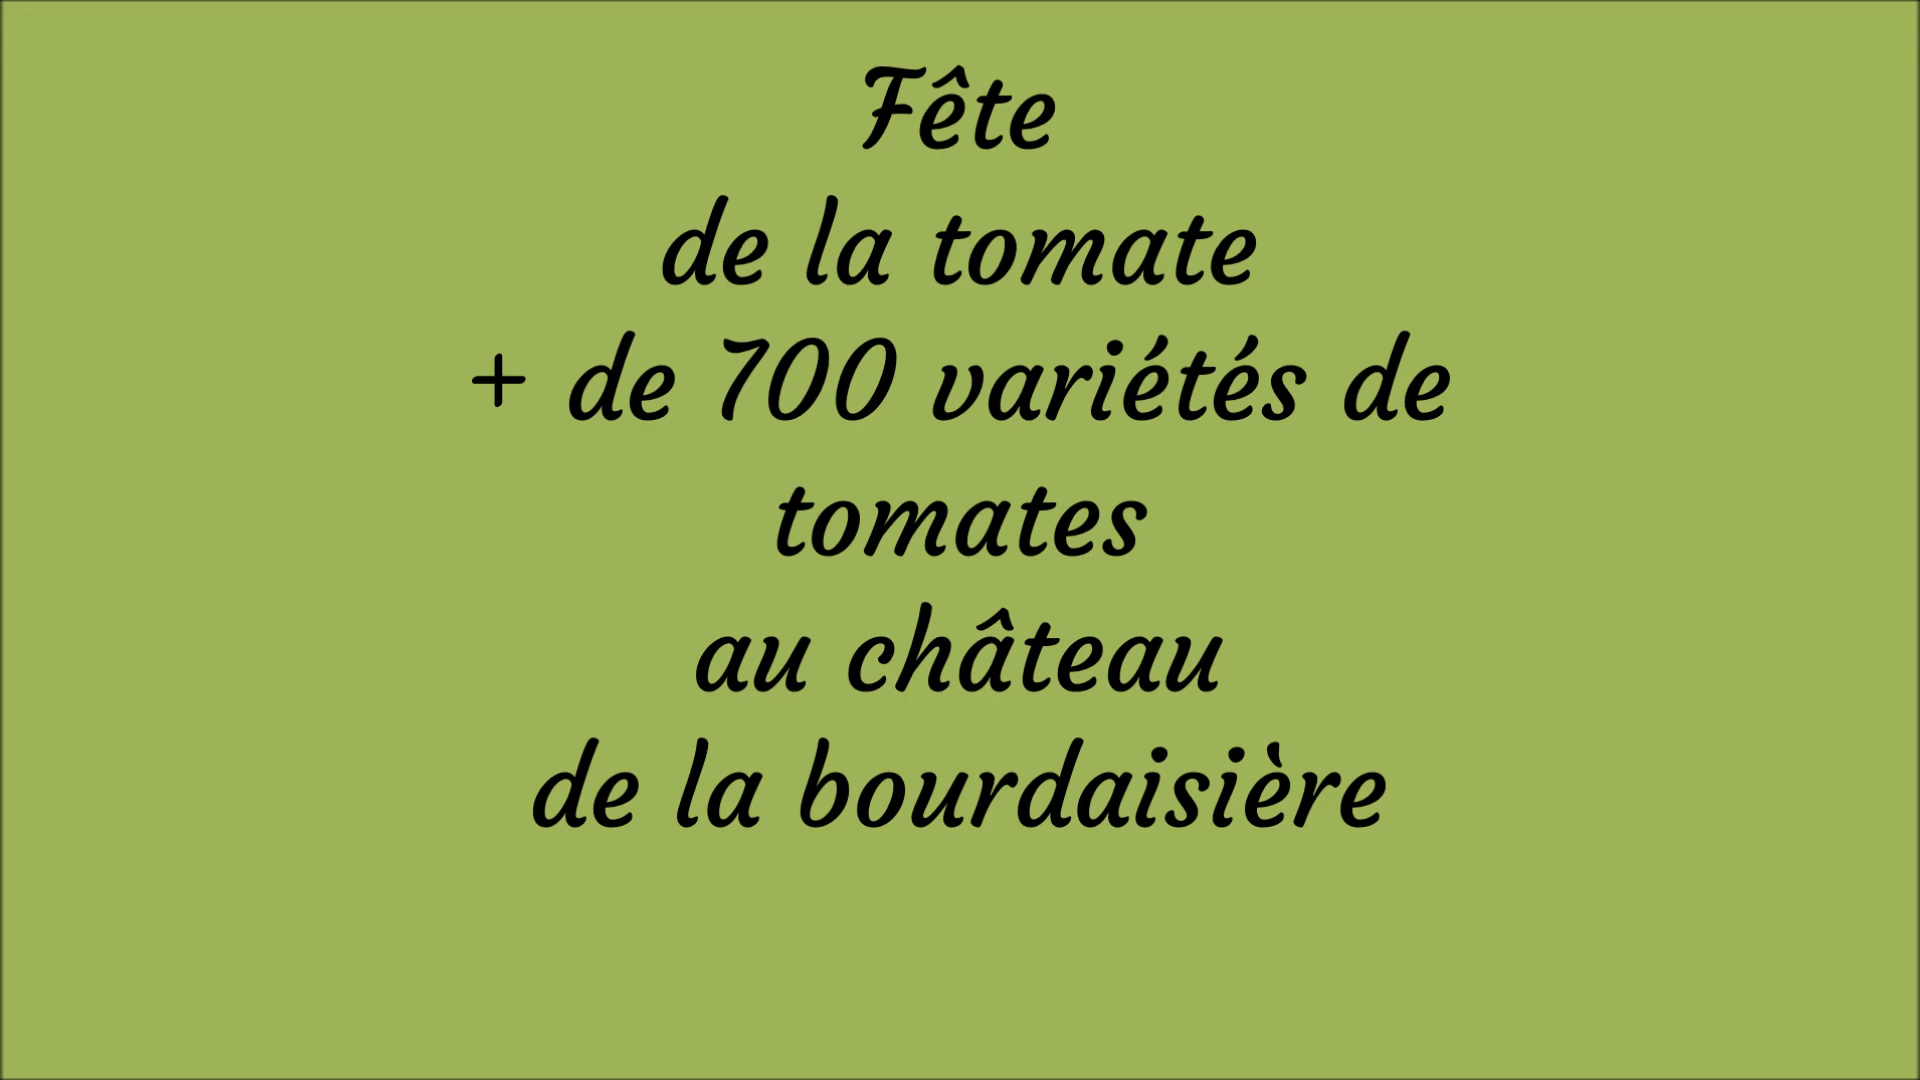 Fête
de la tomate
+ de 700 variétés de
tomates
au château
de la bourdaisière